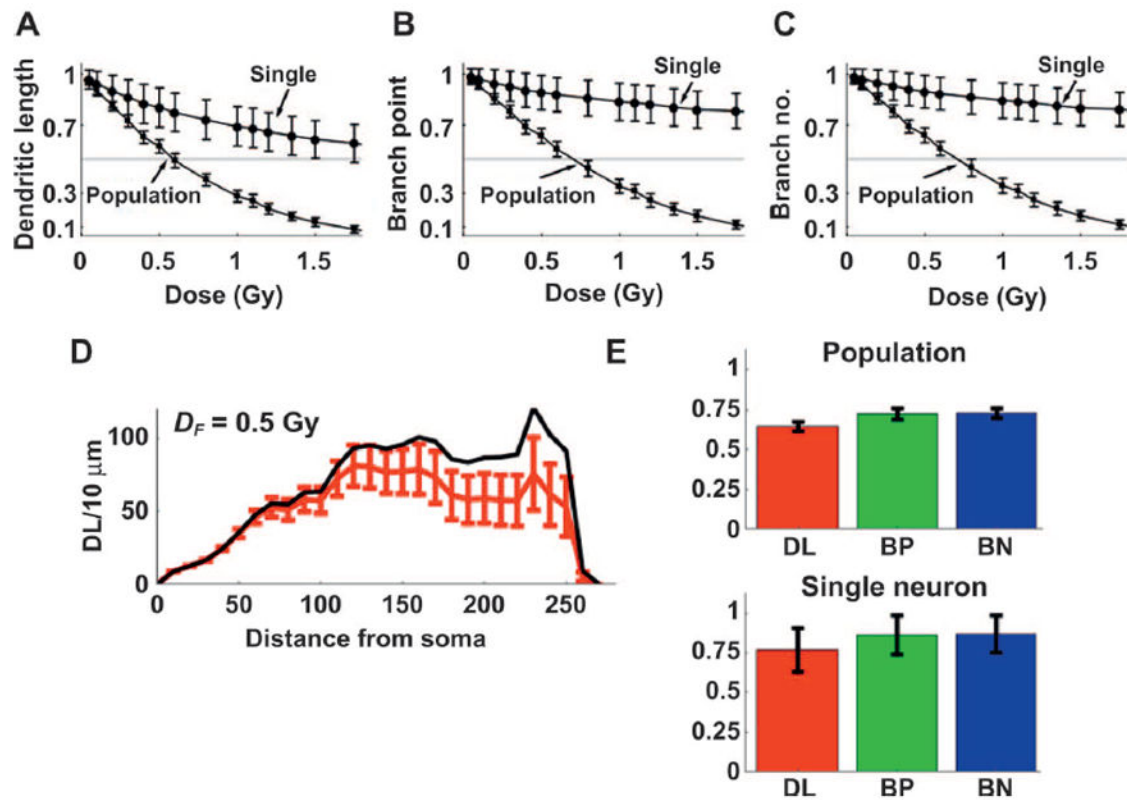 A
Dendritic length
1
0.7
0.3
0.1
Single
Population
0 0.5 1 1.5
Dose (Gy)
B
Branch point
1
0.7
0.3
0.1
Single
Population
0 0.5 1 1.5
Dose (Gy)
C
Branch no.
1
0.7
0.3
0.1
Single
Population
0 0.5 1 1.5
Dose (Gy)
D
D_F = 0.5 Gy
DL/10 µm
100
50
0
0 50 100 150 200 250
Distance from soma
E
Population
1
0.75
0.5
0.25
0
DL BP BN
Single neuron
1
0.75
0.5
0.25
0
DL BP BN